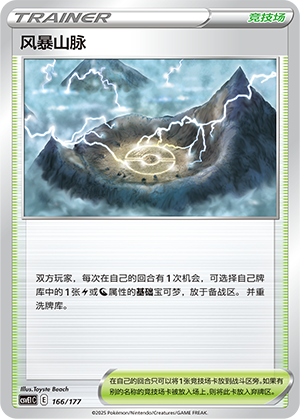 TRAINER 竞技场
风暴山脉
双方玩家,每次在自己的回合有1次机会,可选择自己牌
库中的1张或属性的基础宝可梦,放于备战区。并重
洗牌库。
Illus.Toyste Beach
在自己的回合只可以将1张竞技场卡放到战斗区旁。如果有
别的名称的竞技场卡被放入场上,则将此卡放入弃牌区。
E 166/177
©2025 Pokémon/Nintendo/Creatures/GAME FREAK.